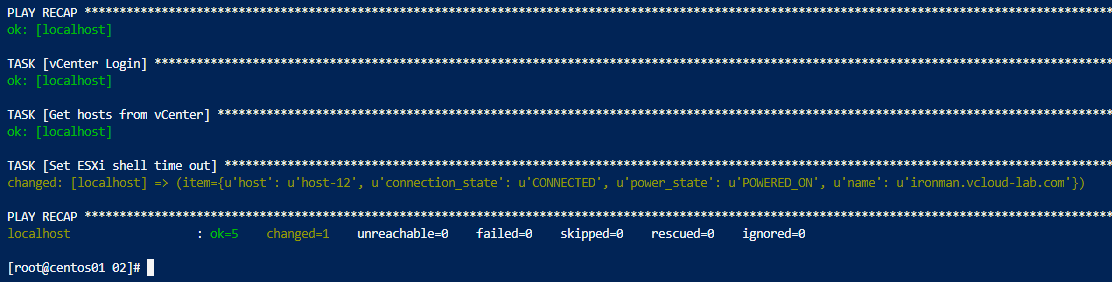 PLAY RECAP ****************************************************************************************************************************************************
ok: [localhost]
TASK [vCenter Login] ******************************************************************************************************************************************
ok: [localhost]
TASK [Get hosts from vCenter] *********************************************************************************************************************************
ok: [localhost]
TASK [Set ESXi shell time out] ********************************************************************************************************************************
changed: [localhost] => (item={u'host': u'host-12', u'connection_state': u'CONNECTED', u'power_state': u'POWERED_ON', u'name': u'ironman.vcloud-lab.com'})
PLAY RECAP ****************************************************************************************************************************************************
localhost                  : ok=5    changed=1    unreachable=0    failed=0    skipped=0    rescued=0    ignored=0
[root@centos01 02]#